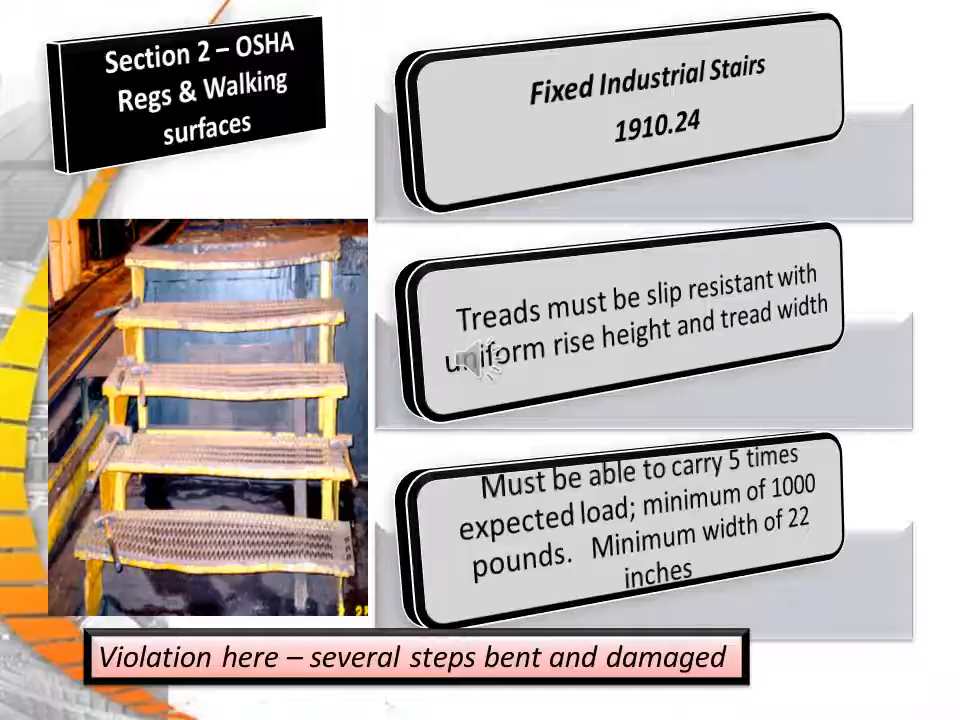 Section 2 – OSHA
Regs & Walking
surfaces
Fixed Industrial Stairs
1910.24
Treads must be slip resistant with
uniform rise height and tread width
Must be able to carry 5 times
expected load; minimum of 1000
pounds. Minimum width of 22
inches
Violation here – several steps bent and damaged